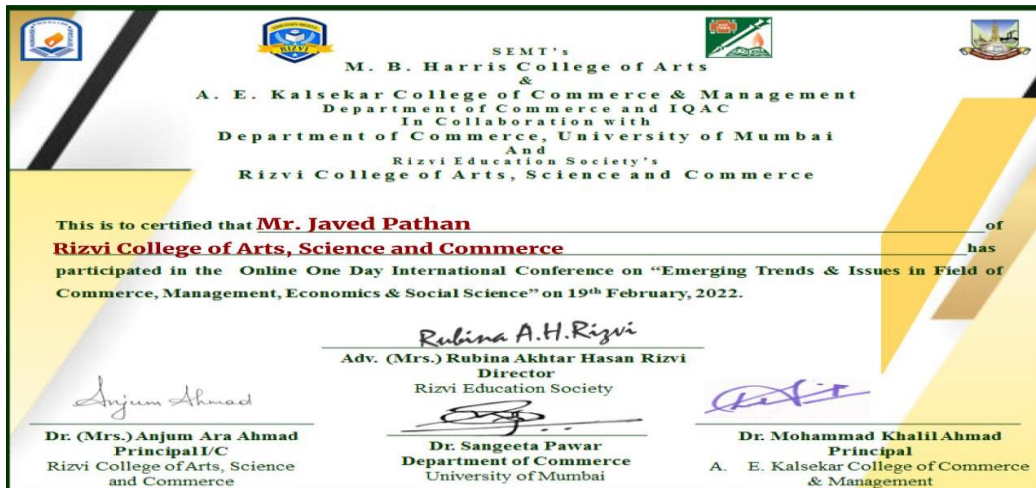 RIZVI
SEMT's
M. B. Harris College of Arts
&
A. E. Kalsekar College of Commerce & Management
Department of Commerce and IQAC
In Collaboration with
Department of Commerce, University of Mumbai
And
Rizvi Education Society's
Rizvi College of Arts, Science and Commerce
This is to certified that Mr. Javed Pathan of
Rizvi College of Arts, Science and Commerce has
participated in the Online One Day International Conference on “Emerging Trends & Issues in Field of
Commerce, Management, Economics & Social Science” on 19th February, 2022.
Rubina A.H.Rizvi
Adv. (Mrs.) Rubina Akhtar Hasan Rizvi
Director
Rizvi Education Society
Anjum Ahmad
Dr. (Mrs.) Anjum Ara Ahmad
Principal I/C
Rizvi College of Arts, Science
and Commerce
Dr. Sangeeta Pawar
Department of Commerce
University of Mumbai
Dr. Mohammad Khalil Ahmad
Principal
A. E. Kalsekar College of Commerce
& Management